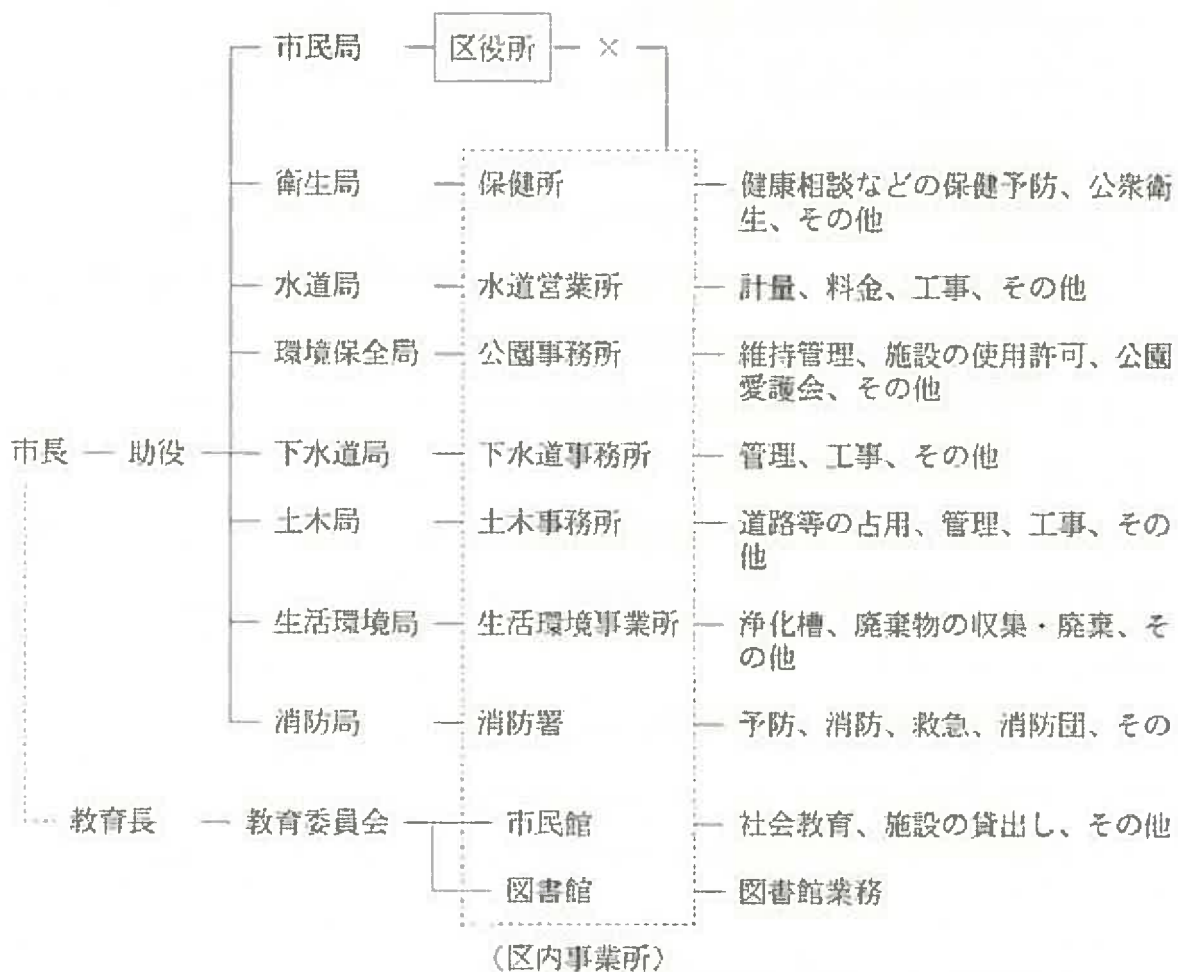 市民局 区役所 ×
衛生局 保健所 健康相談などの保健予防、公衆衛
生、その他
水道局 水道営業所 計量、料金、工事、その他
環境保全局 公園事務所 維持管理、施設の使用許可、公園
愛護会、その他
市長 助役 下水道局 下水道事務所 管理、工事、その他
土木局 土木事務所 道路等の占用、管理、工事、その
他
生活環境局 生活環境事業所 浄化槽、廃棄物の収集・廃棄、そ
の他
消防局 消防署 予防、消防、救急、消防団、その
教育長 教育委員会 市民館 社会教育、施設の貸出し、その他
図書館 図書館業務
(区内事業所)